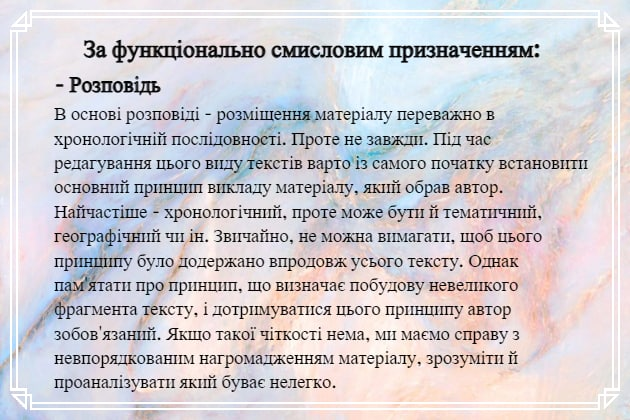 За функціонально смисловим призначенням:
- Розповідь
В основі розповіді - розміщення матеріалу переважно в
хронологічній послідовності. Проте не завжди. Під час
редагування цього виду текстів варто із самого початку встановити
основний принцип викладу матеріалу, який обрав автор.
Найчастіше - хронологічний, проте може бути й тематичний,
географічний чи ін. Звичайно, не можна вимагати, щоб цього
принципу було додержано впродовж усього тексту. Однак
пам'ятати про принцип, що визначає побудову невеликого
фрагмента тексту, і дотримуватися цього принципу автор
зобов'язаний. Якщо такої чіткості нема, ми маємо справу з
невпорядкованим нагромадженням матеріалу, зрозуміти й
проаналізувати який буває нелегко.